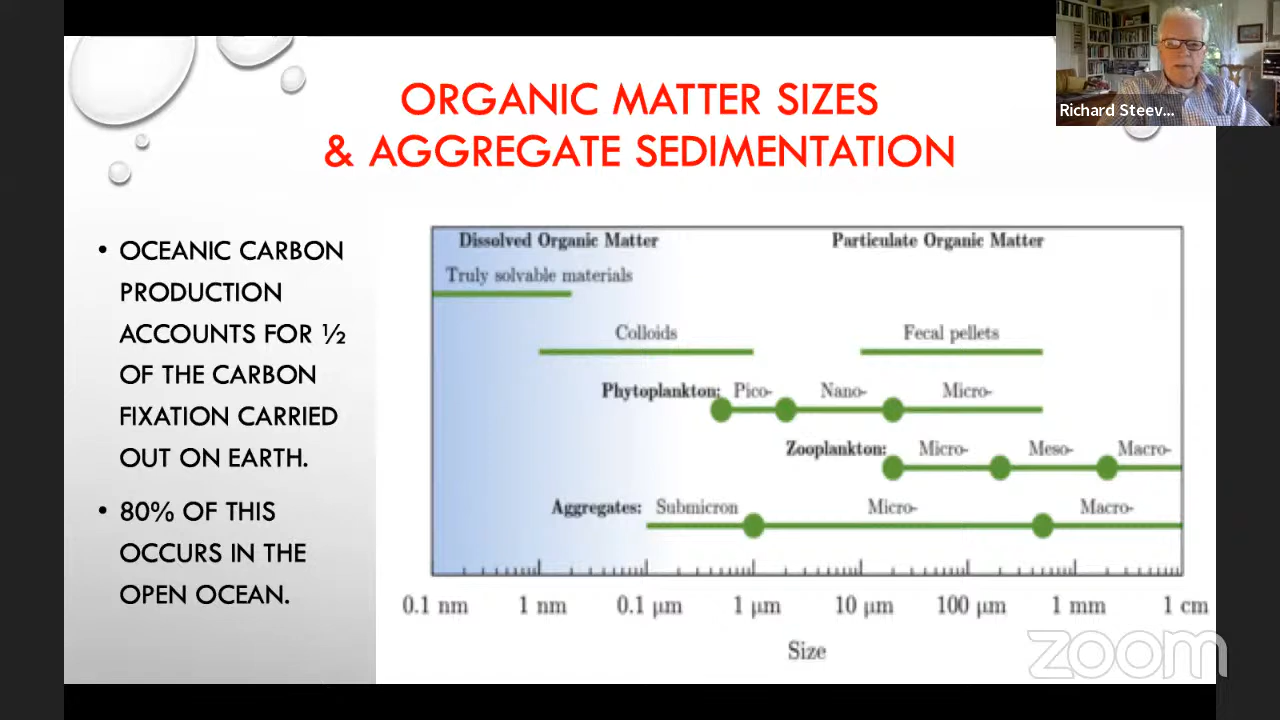 ORGANIC MATTER SIZES
& AGGREGATE SEDIMENTATION
Richard Steev...
• OCEANIC CARBON
PRODUCTION
ACCOUNTS FOR ½
OF THE CARBON
FIXATION CARRIED
OUT ON EARTH.
• 80% OF THIS
OCCURS IN THE
OPEN OCEAN.
Dissolved Organic Matter Particulate Organic Matter
Truly solvable materials
Colloids Fecal pellets
Phytoplankton: Pico- Nano- Micro-
Zooplankton: Micro- Meso- Macro-
Aggregates: Submicron Micro- Macro-
0.1 nm 1 nm 0.1 μm 1 μm 10 μm 100 μm 1 mm 1 cm
Size
zoom